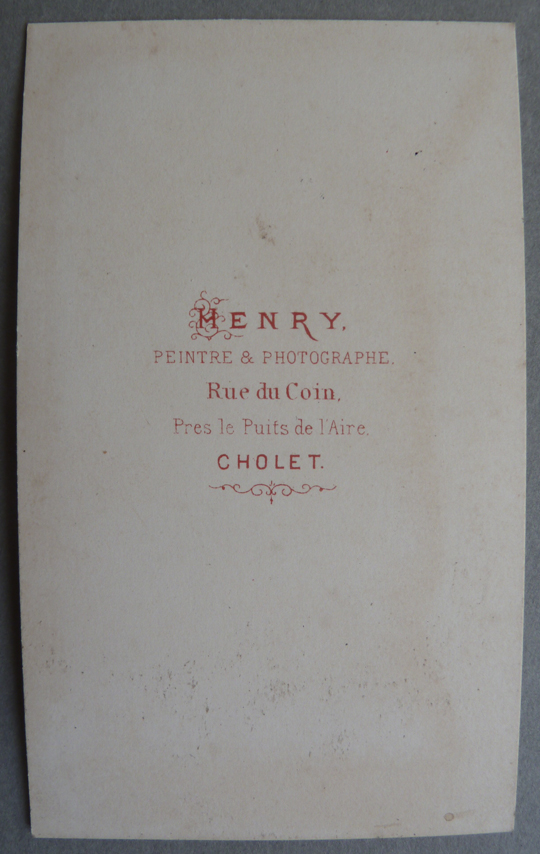 HENRY,
PEINTRE & PHOTOGRAPHE.
Rue du Coin,
Pres le Puits de l'Aire.
CHOLET.